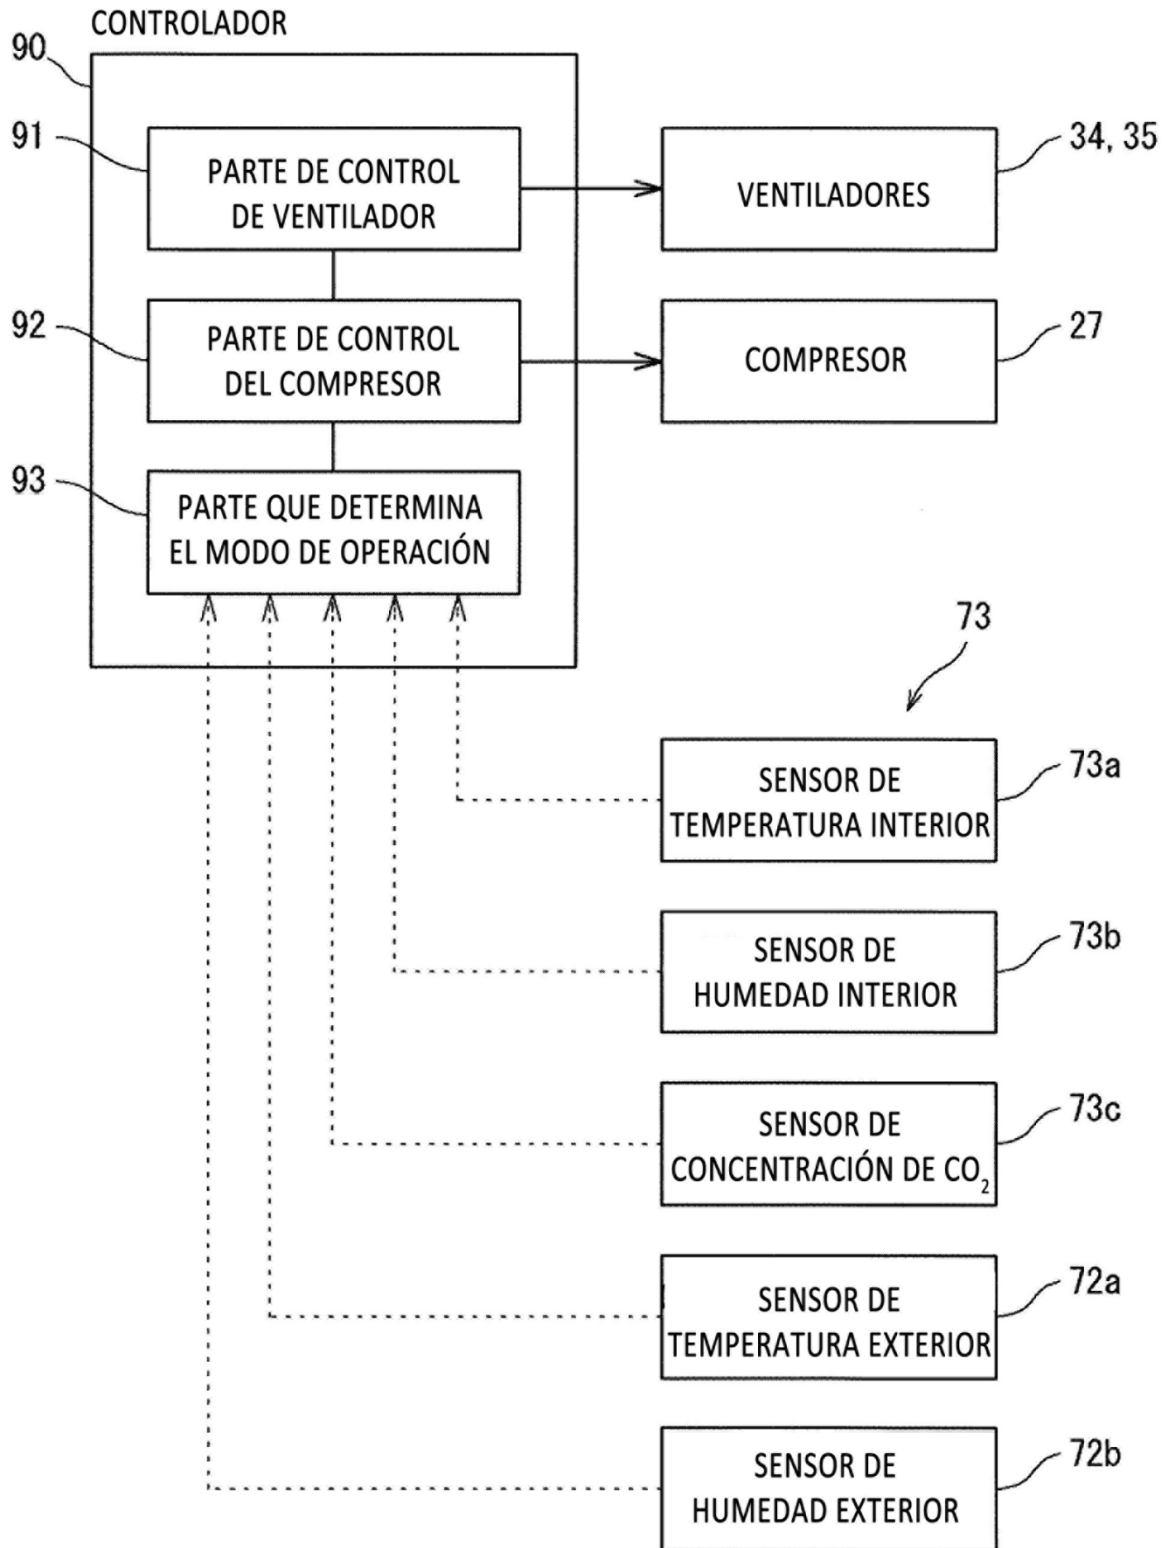 CONTROLADOR
90
91
PARTE DE CONTROL
DE VENTILADOR
VENTILADORES
34, 35
92
PARTE DE CONTROL
DEL COMPRESOR
COMPRESOR
27
93
PARTE QUE DETERMINA
EL MODO DE OPERACIÓN
73
SENSOR DE
TEMPERATURA INTERIOR
73a
SENSOR DE
HUMEDAD INTERIOR
73b
SENSOR DE
CONCENTRACIÓN DE CO₂
73c
SENSOR DE
TEMPERATURA EXTERIOR
72a
SENSOR DE
HUMEDAD EXTERIOR
72b